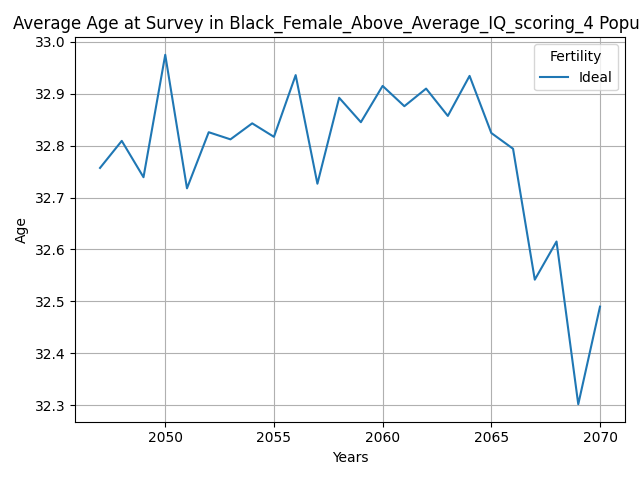 Average Age at Survey in Black_Female_Above_Average_IQ_scoring_4 Popu
33.0
32.9
32.8
32.7
32.6
32.5
32.4
32.3
Age
Fertility
Ideal
2050 2055 2060 2065 2070
Years